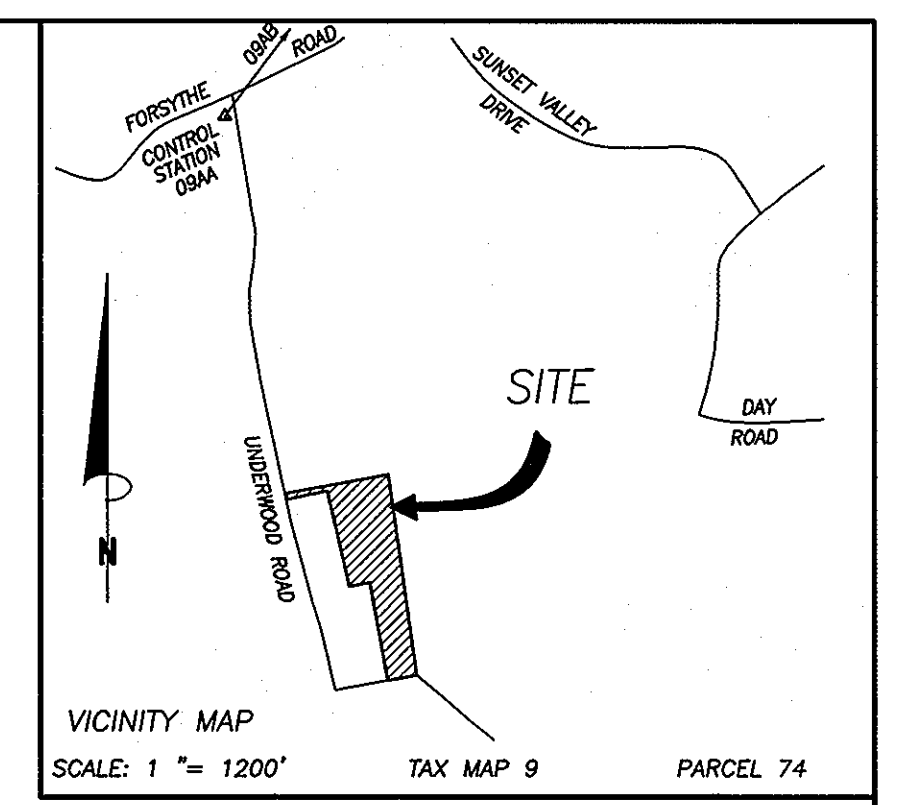 09AB
FORSYTHE ROAD
CONTROL
STATION
09AA
SUNSET VALLEY
DRIVE
SITE
DAY
ROAD
UNDERWOOD ROAD
N
VICINITY MAP
SCALE: 1 "= 1200' TAX MAP 9 PARCEL 74